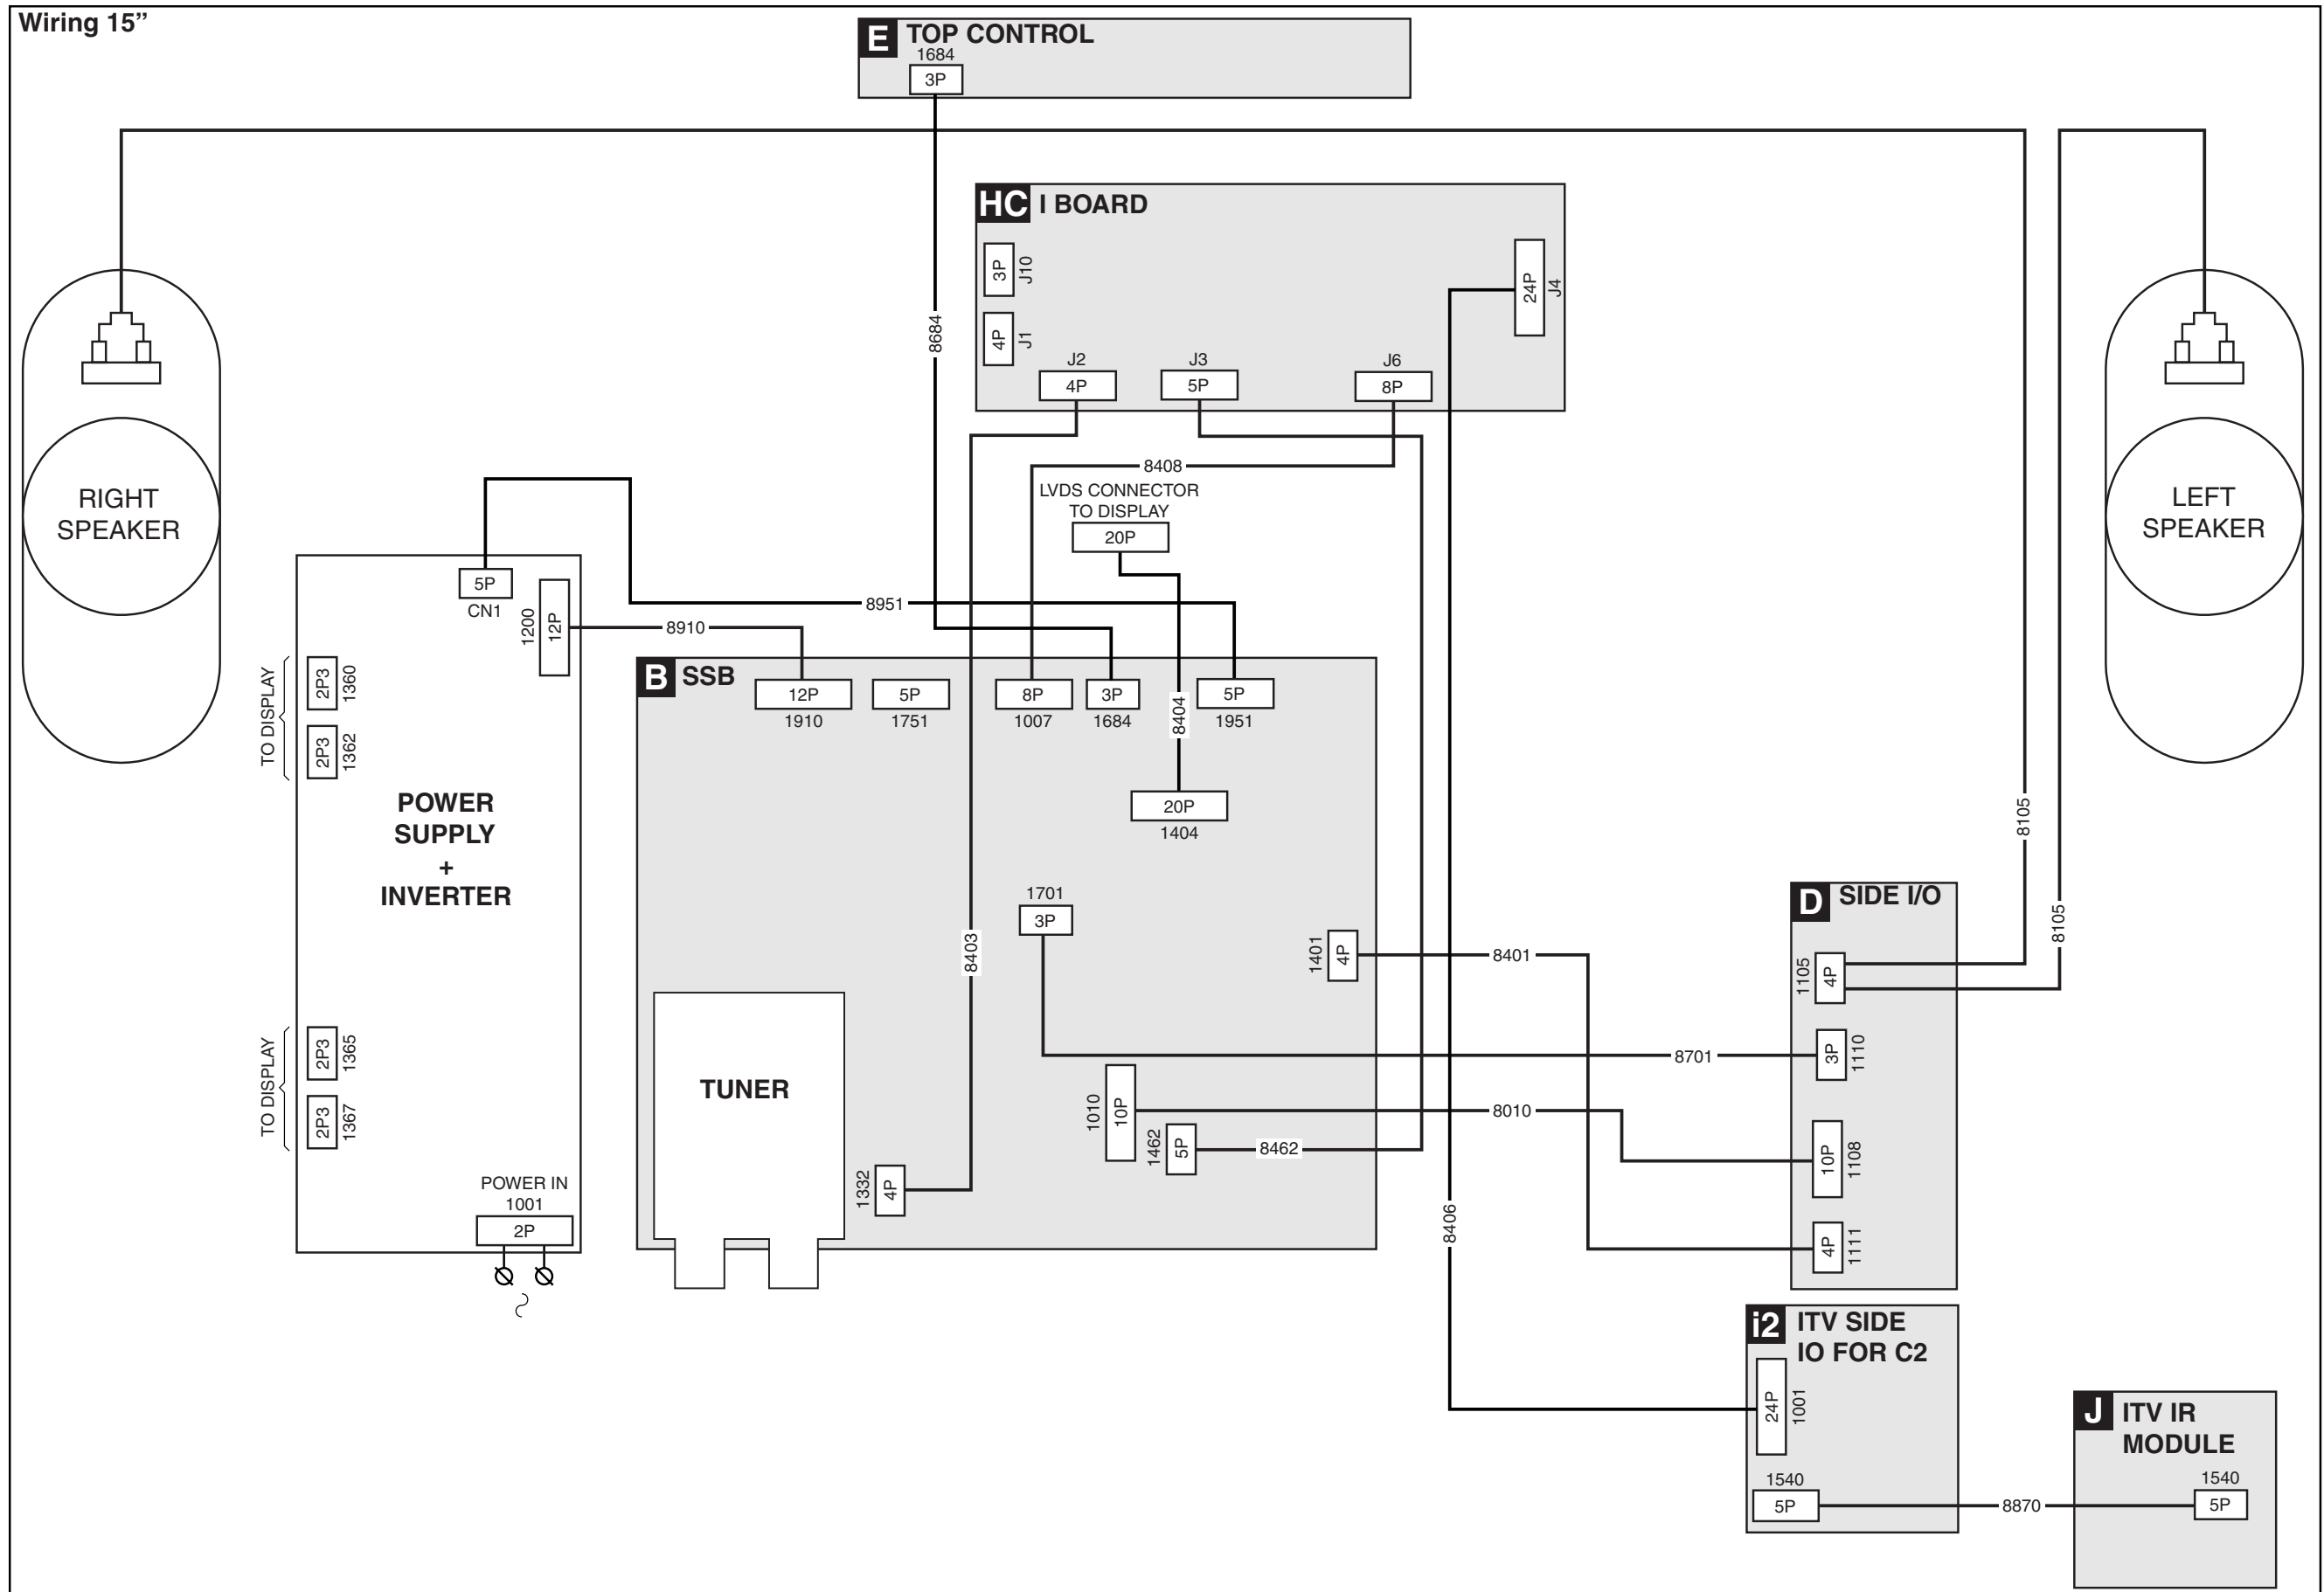 Wiring 15”
E TOP CONTROL
1684
3P
HC I BOARD
3P
J10
4P
J1
J2
4P
J3
5P
J6
8P
24P
J4
8684
8408
LVDS CONNECTOR
TO DISPLAY
20P
RIGHT
SPEAKER
LEFT
SPEAKER
5P
CN1
1200
12P
8951
8910
TO DISPLAY
2P3
1360
2P3
1362
POWER
SUPPLY
+
INVERTER
TO DISPLAY
2P3
1365
2P3
1367
POWER IN
1001
2P
B SSB
12P
1910
5P
1751
8P
1007
3P
1684
8404
5P
1951
20P
1404
1701
3P
8403
1401
4P
8401
TUNER
1332
4P
1010
10P
1462
5P
8462
8701
8010
8406
8105
8105
D SIDE I/O
1105
4P
3P
1110
10P
1108
4P
1111
i2 ITV SIDE
IO FOR C2
24P
1001
1540
5P
8870
J ITV IR
MODULE
1540
5P